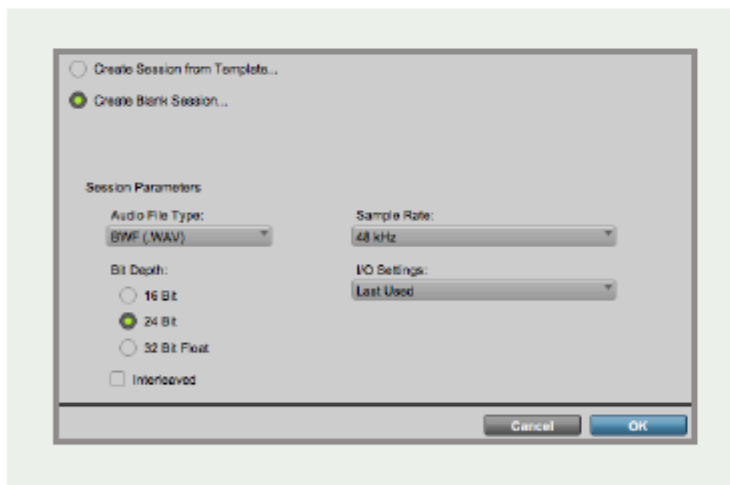 Create Session from Template...
Create Blank Session...
Session Parameters
Audio File Type:
BWF (.WAV)
Sample Rate:
48 kHz
Bit Depth:
16 Bit
24 Bit
32 Bit Float
I/O Settings:
Last Used
Interleaved
Cancel
OK